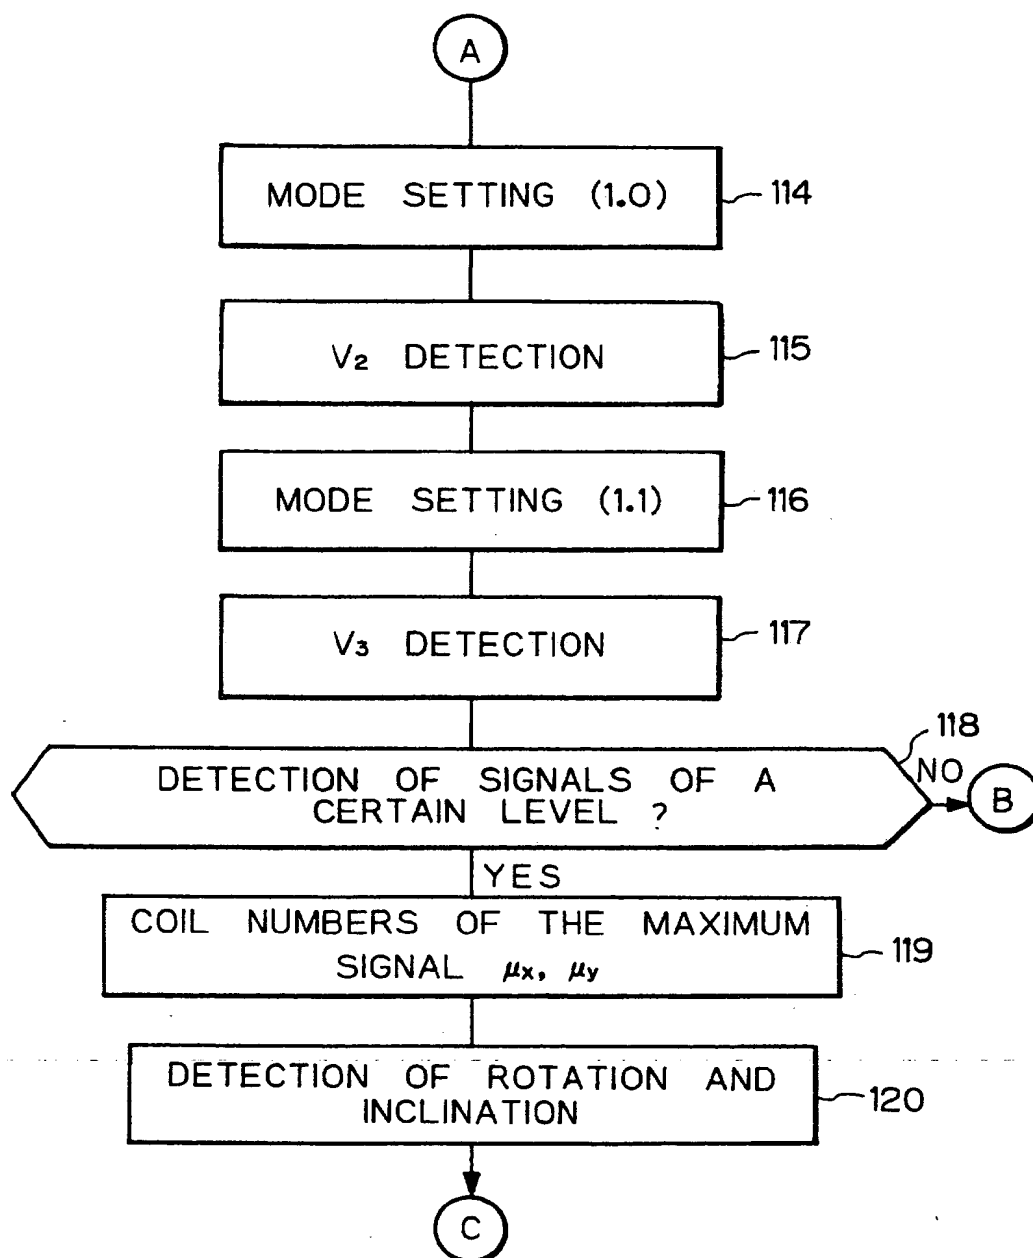 A
MODE SETTING (1.0)
114
V₂ DETECTION
115
MODE SETTING (1.1)
116
V₃ DETECTION
117
118
DETECTION OF SIGNALS OF A
CERTAIN LEVEL ?
NO
B
YES
COIL NUMBERS OF THE MAXIMUM
SIGNAL μx, μy
119
DETECTION OF ROTATION AND
INCLINATION
120
C